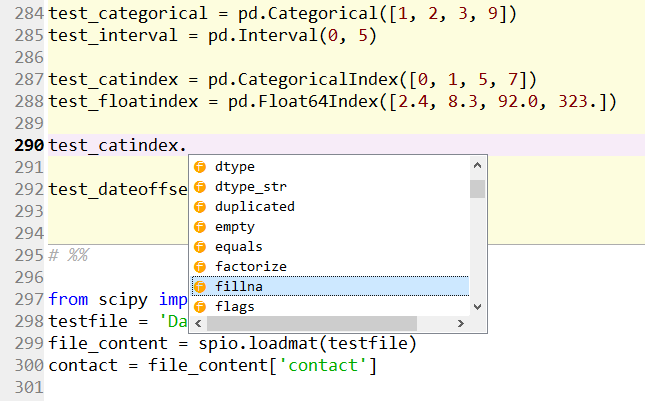 284 test_categorical = pd.Categorical([1, 2, 3, 9])
285 test_interval = pd.Interval(0, 5)
286
287 test_catindex = pd.CategoricalIndex([0, 1, 5, 7])
288 test_floatindex = pd.Float64Index([2.4, 8.3, 92.0, 323.])
289
290 test_catindex.
f dtype
291
f dtype_str
292 test_dateoffse
f duplicated
293
f empty
294
f equals
295 # %%
f factorize
296
f fillna
297 from scipy imp
f flags
298 testfile = 'Da
299 file_content = spio.loadmat(testfile)
300 contact = file_content['contact']
301